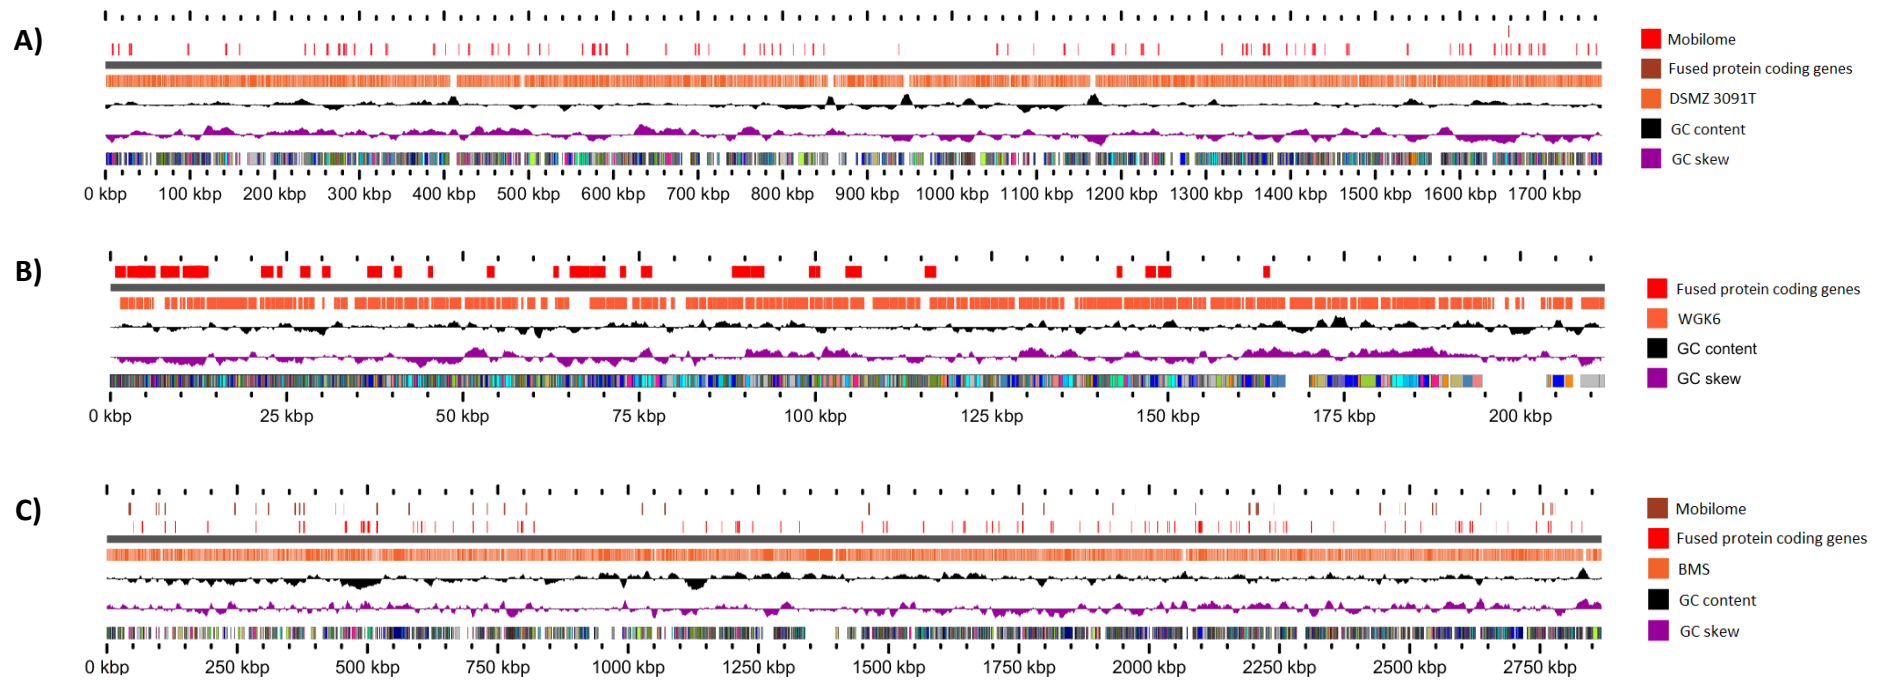 A)
Mobilome
Fused protein coding genes
DSMZ 3091T
GC content
GC skew
0 kbp 100 kbp 200 kbp 300 kbp 400 kbp 500 kbp 600 kbp 700 kbp 800 kbp 900 kbp 1000 kbp 1100 kbp 1200 kbp 1300 kbp 1400 kbp 1500 kbp 1600 kbp 1700 kbp
B)
Fused protein coding genes
WGK6
GC content
GC skew
0 kbp 25 kbp 50 kbp 75 kbp 100 kbp 125 kbp 150 kbp 175 kbp 200 kbp
C)
Mobilome
Fused protein coding genes
BMS
GC content
GC skew
0 kbp 250 kbp 500 kbp 750 kbp 1000 kbp 1250 kbp 1500 kbp 1750 kbp 2000 kbp 2250 kbp 2500 kbp 2750 kbp